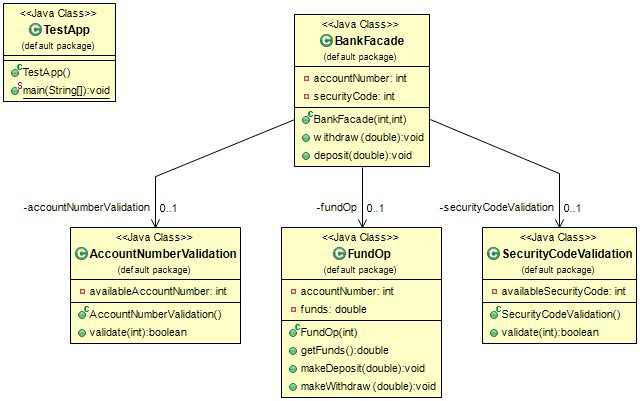 <<Java Class>>
TestApp
(default package)
TestApp()
main(String[]):void
<<Java Class>>
BankFacade
(default package)
accountNumber: int
securityCode: int
BankFacade(int,int)
withdraw(double):void
deposit(double):void
-accountNumberValidation 0..1
-fundOp 0..1
-securityCodeValidation 0..1
<<Java Class>>
AccountNumberValidation
(default package)
availableAccountNumber: int
AccountNumberValidation()
validate(int):boolean
<<Java Class>>
FundOp
(default package)
accountNumber: int
funds: double
FundOp(int)
getFunds():double
makeDeposit(double):void
makeWithdraw(double):void
<<Java Class>>
SecurityCodeValidation
(default package)
availableSecurityCode: int
SecurityCodeValidation()
validate(int):boolean